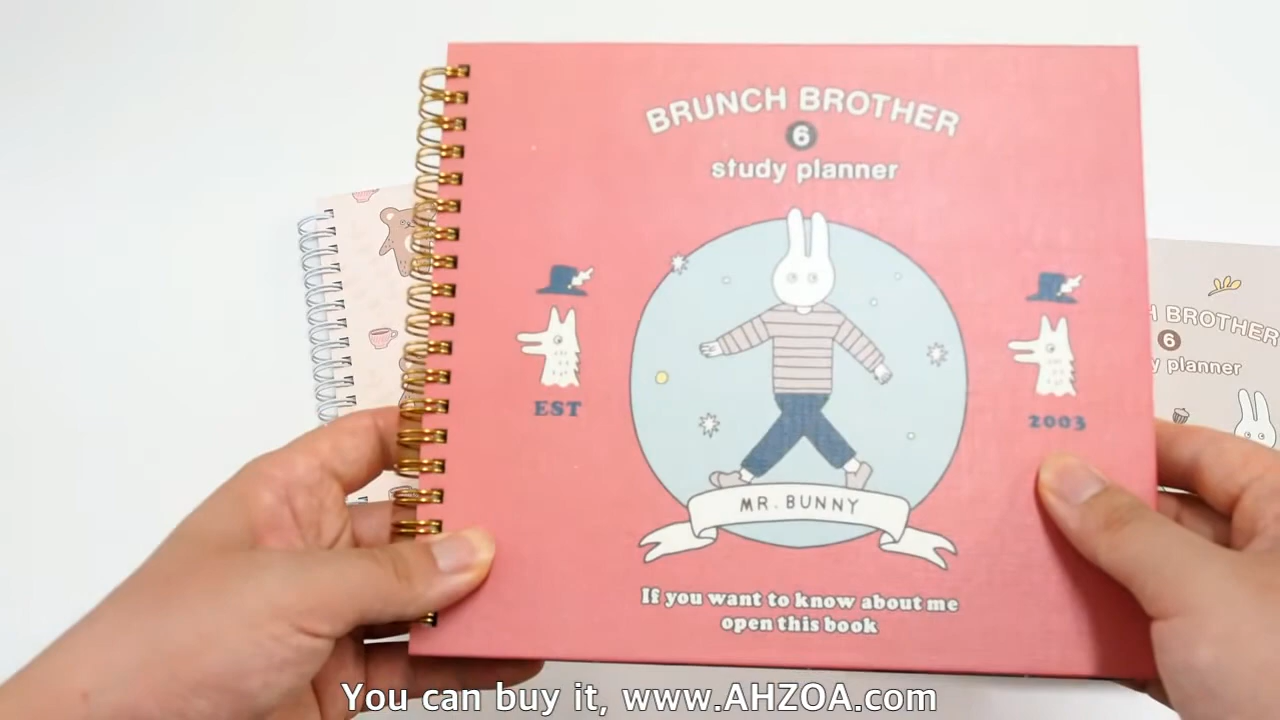 BRUNCH BROTHER
6
study planner
EST
2003
MR. BUNNY
If you want to know about me
open this book
H BROTHER
6
y planner
You can buy it, www.AHZOA.com